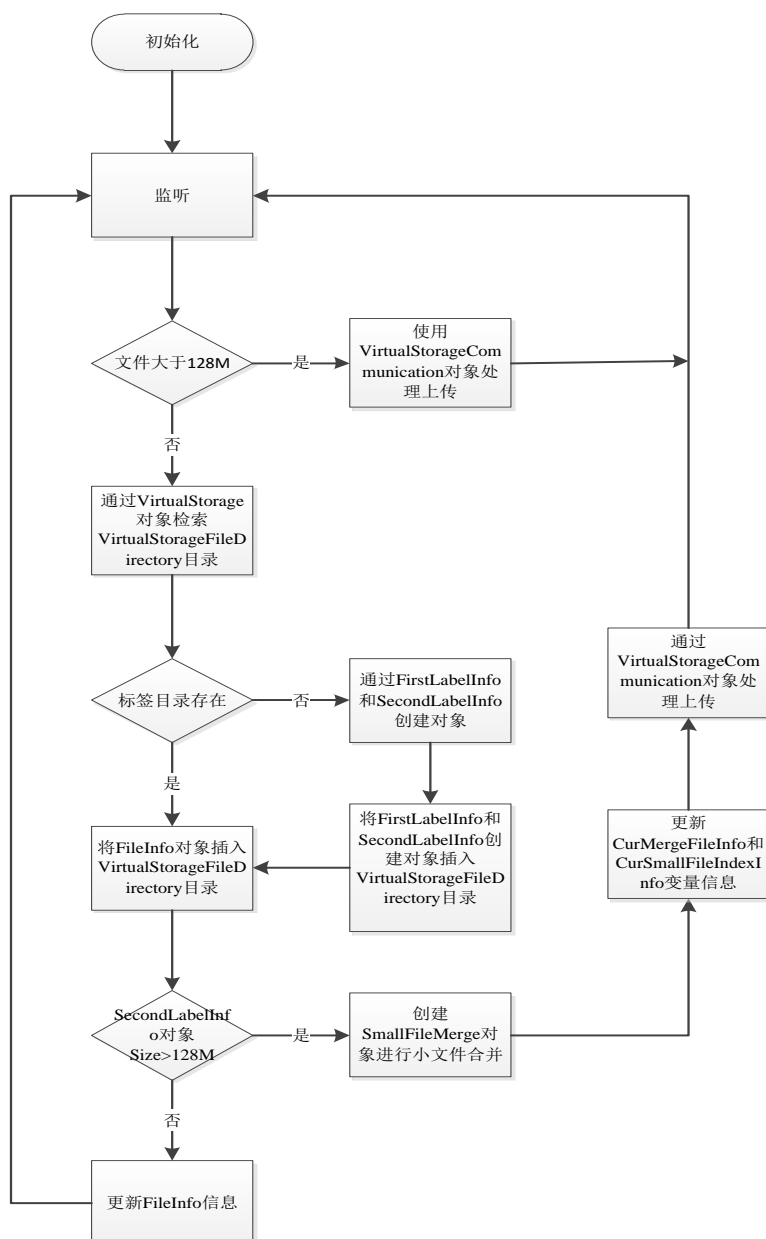 初始化
监听
文件大于128M
是
使用
VirtualStorageCom
munication对象处
理上传
否
通过VirtualStorage
对象检索
VirtualStorageFileD
irectory目录
标签目录存在
否
通过FirstLabelInfo
和SecondLabelInfo
创建对象
通过
VirtualStorageCom
munication对象处
理上传
是
将FileInfo对象插入
VirtualStorageFileD
irectory目录
将FirstLabelInfo和
SecondLabelInfo创
建对象插入
VirtualStorageFileD
irectory目录
更新
CurMergeFileInfo和
CurSmallFileIndexI
nfo变量信息
SecondLabelInf
o对象
Size>128M
是
创建
SmallFileMerge对
象进行小文件合并
否
更新FileInfo信息